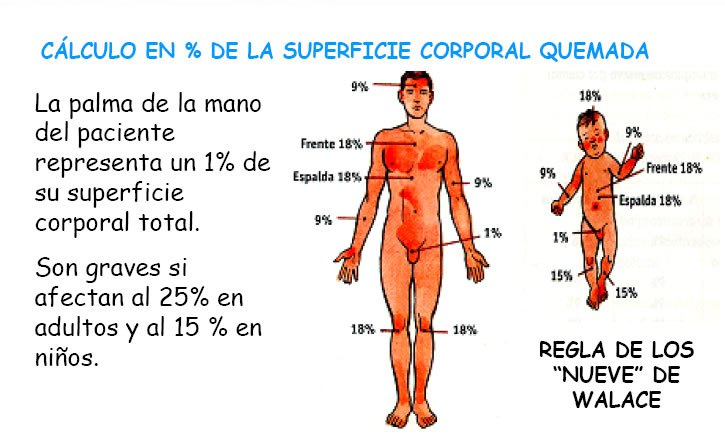 CÁLCULO EN % DE LA SUPERFICIE CORPORAL QUEMADA
La palma de la mano
del paciente
representa un 1% de
su superficie
corporal total.
Son graves si
afectan al 25% en
adultos y al 15 % en
niños.
9%
Frente 18%
Espalda 18%
9%
9%
1%
18%
18%
18%
9%
9%
Frente 18%
Espalda 18%
1%
15%
15%
REGLA DE LOS
“NUEVE” DE
WALACE